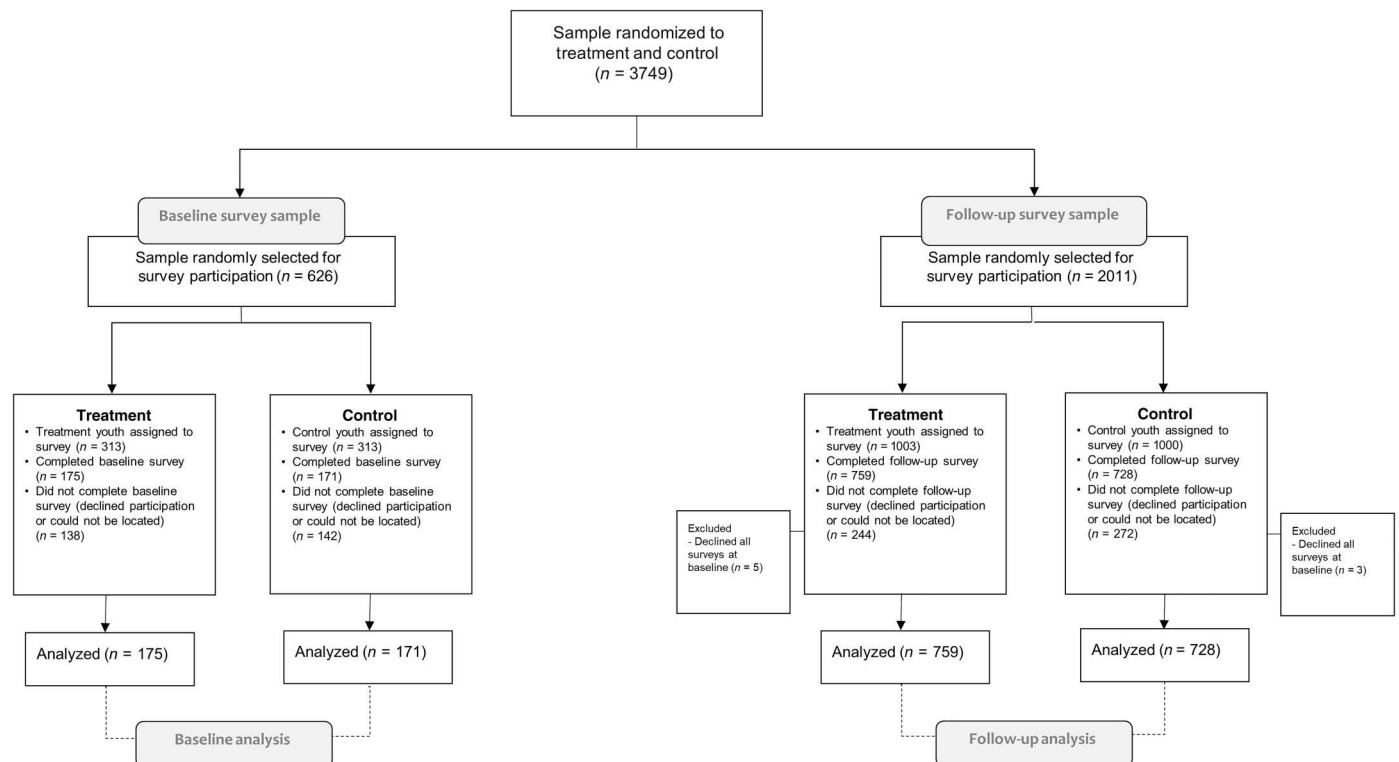 Sample randomized to
treatment and control
(n = 3749)
Baseline survey sample
Sample randomly selected for
survey participation (n = 626)
Treatment
• Treatment youth assigned to
survey (n = 313)
• Completed baseline survey
(n = 175)
• Did not complete baseline
survey (declined participation
or could not be located)
(n = 138)
Control
• Control youth assigned to
survey (n = 313)
• Completed baseline survey
(n = 171)
• Did not complete baseline
survey (declined participation
or could not be located)
(n = 142)
Analyzed (n = 175)
Analyzed (n = 171)
Baseline analysis
Follow-up survey sample
Sample randomly selected for
survey participation (n = 2011)
Treatment
• Treatment youth assigned to
survey (n = 1003)
• Completed follow-up survey
(n = 759)
• Did not complete follow-up
survey (declined participation
or could not be located)
(n = 244)
Excluded
- Declined all
surveys at
baseline (n = 5)
Control
• Control youth assigned to
survey (n = 1000)
• Completed follow-up survey
(n = 728)
• Did not complete follow-up
survey (declined participation
or could not be located)
(n = 272)
Excluded
- Declined all
surveys at
baseline (n = 3)
Analyzed (n = 759)
Analyzed (n = 728)
Follow-up analysis